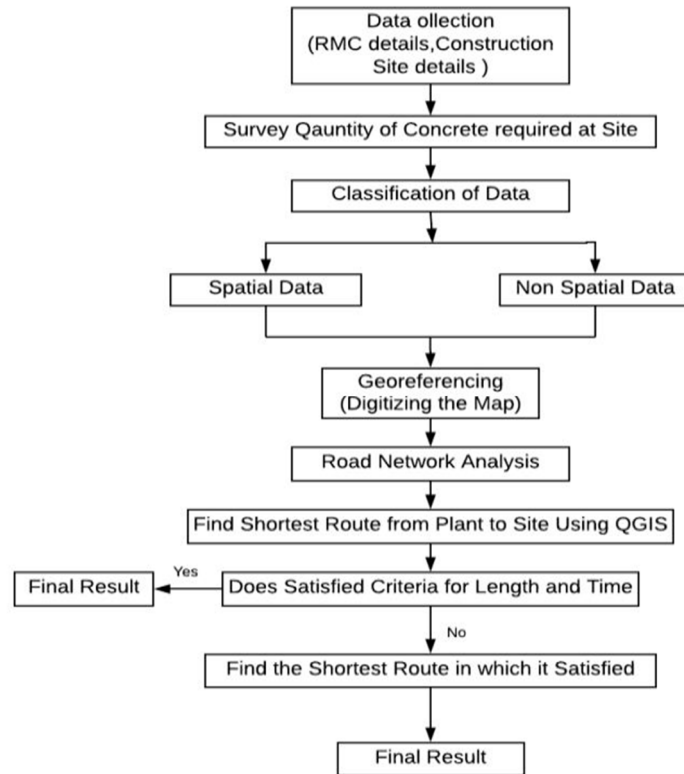 Data ollection
(RMC details,Construction
Site details )
Survey Qauntity of Concrete required at Site
Classification of Data
Spatial Data
Non Spatial Data
Georeferencing
(Digitizing the Map)
Road Network Analysis
Find Shortest Route from Plant to Site Using QGIS
Final Result
Yes
Does Satisfied Criteria for Length and Time
No
Find the Shortest Route in which it Satisfied
Final Result